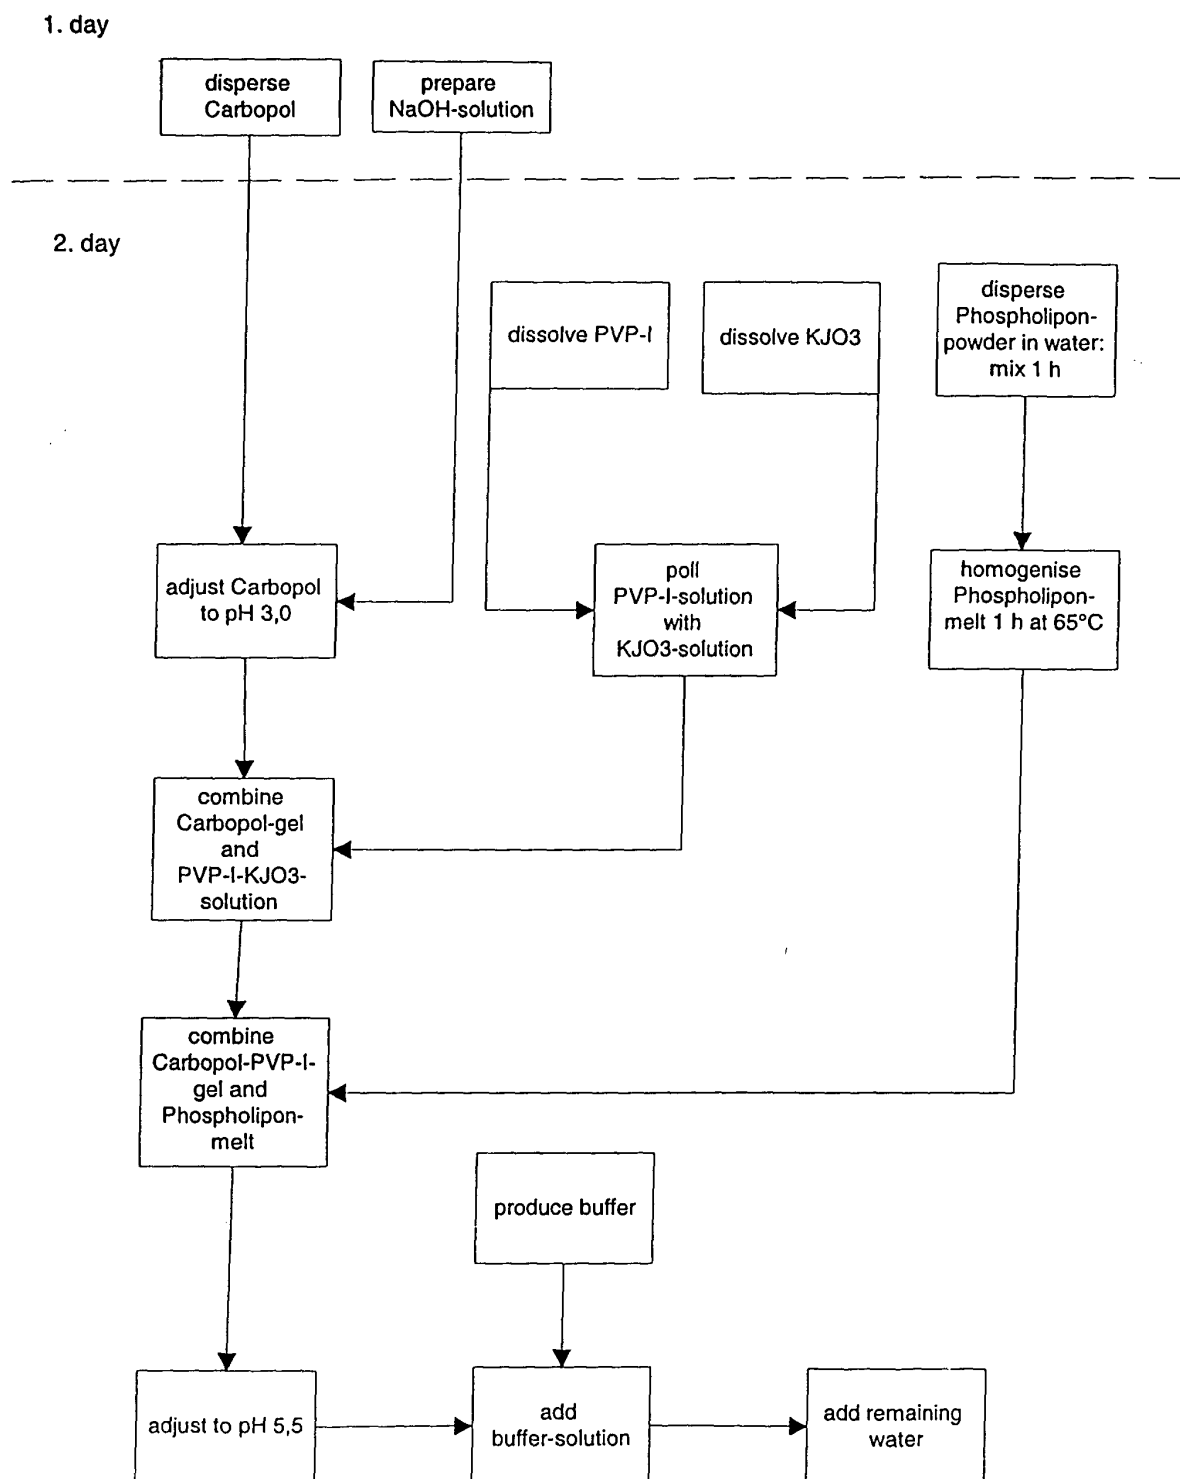 1. day
disperse
Carbopol
prepare
NaOH-solution
2. day
dissolve PVP-I
dissolve KJO3
disperse
Phospholipon-
powder in water:
mix 1 h
adjust Carbopol
to pH 3,0
poll
PVP-I-solution
with
KJO3-solution
homogenise
Phospholipon-
melt 1 h at 65°C
combine
Carbopol-gel
and
PVP-I-KJO3-
solution
combine
Carbopol-PVP-I-
gel and
Phospholipon-
melt
produce buffer
adjust to pH 5,5
add
buffer-solution
add remaining
water